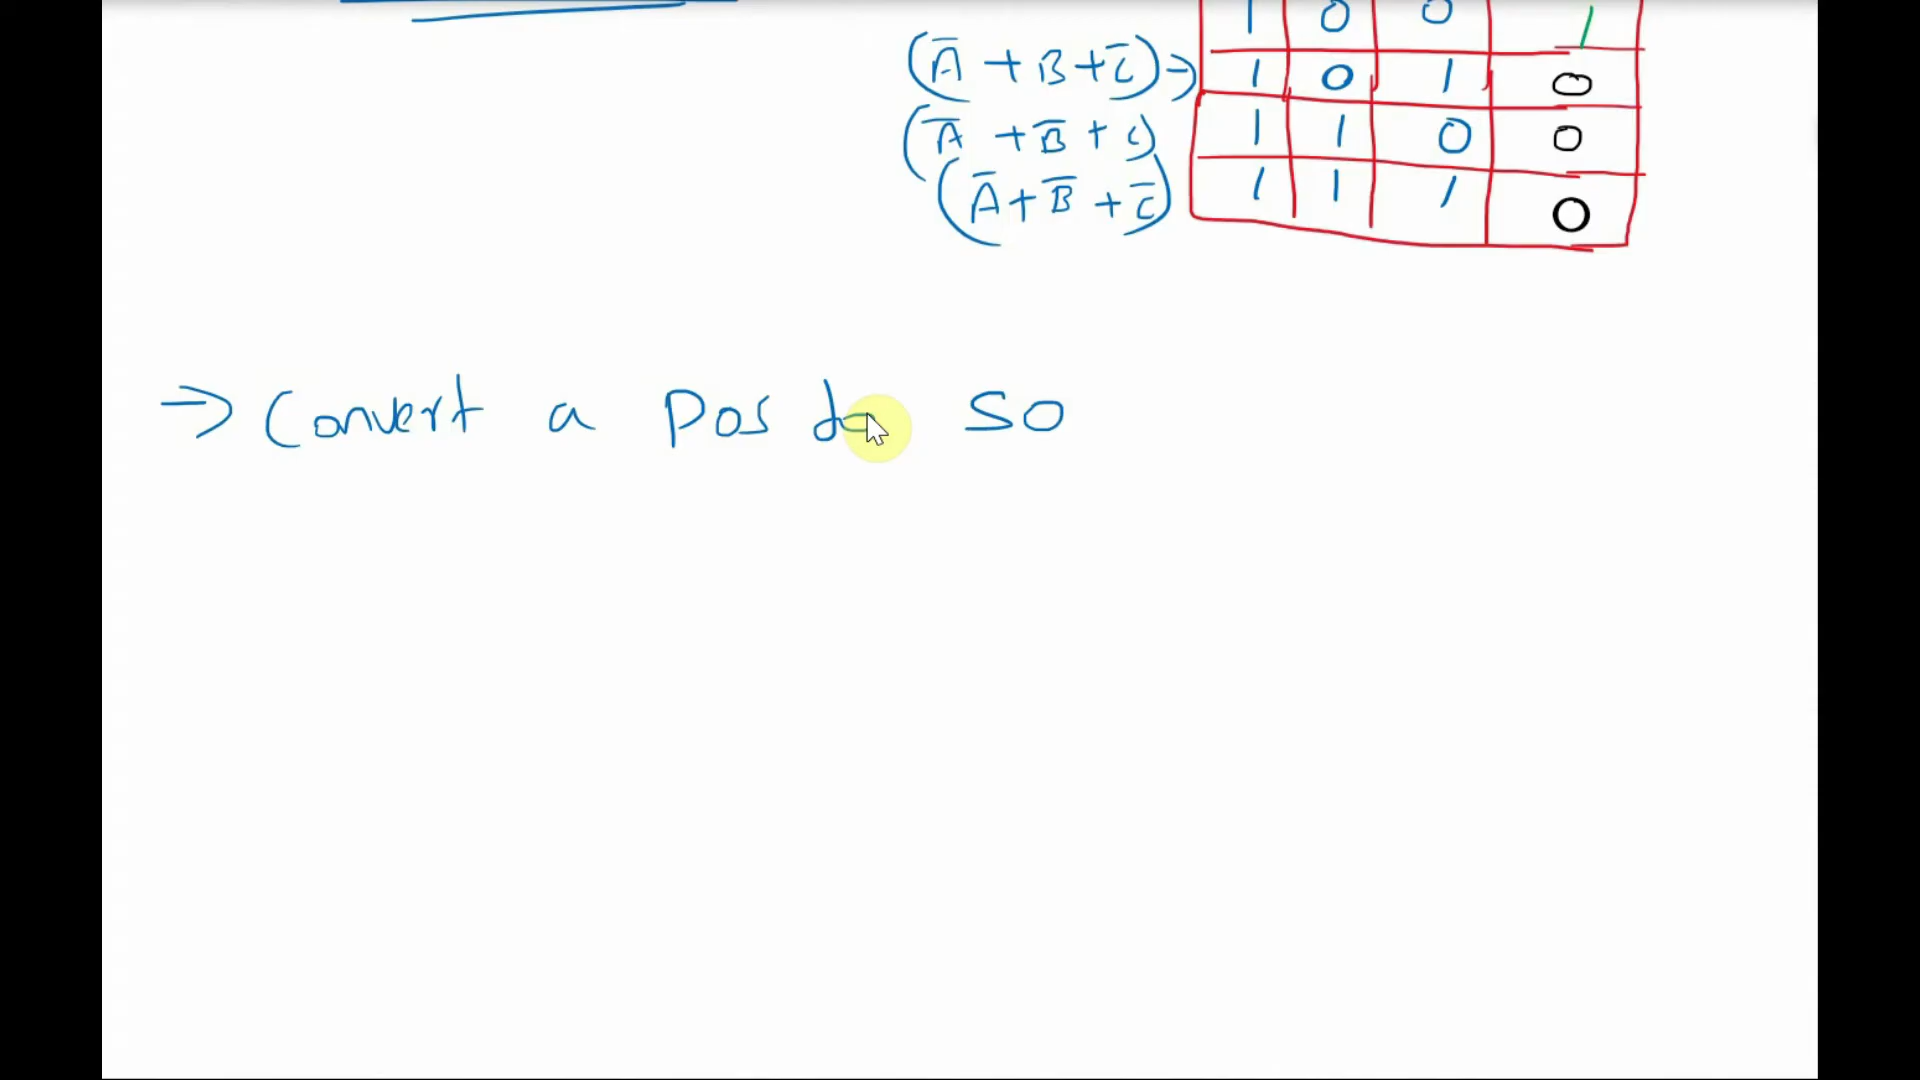 1 0 0 1
(A̅ + B + C̅) ⇒ 1 0 1 0
(A̅ + B̅ + C) 1 1 0 0
(A̅ + B̅ + C̅) 1 1 1 0
⇒ Convert a Pos to SO